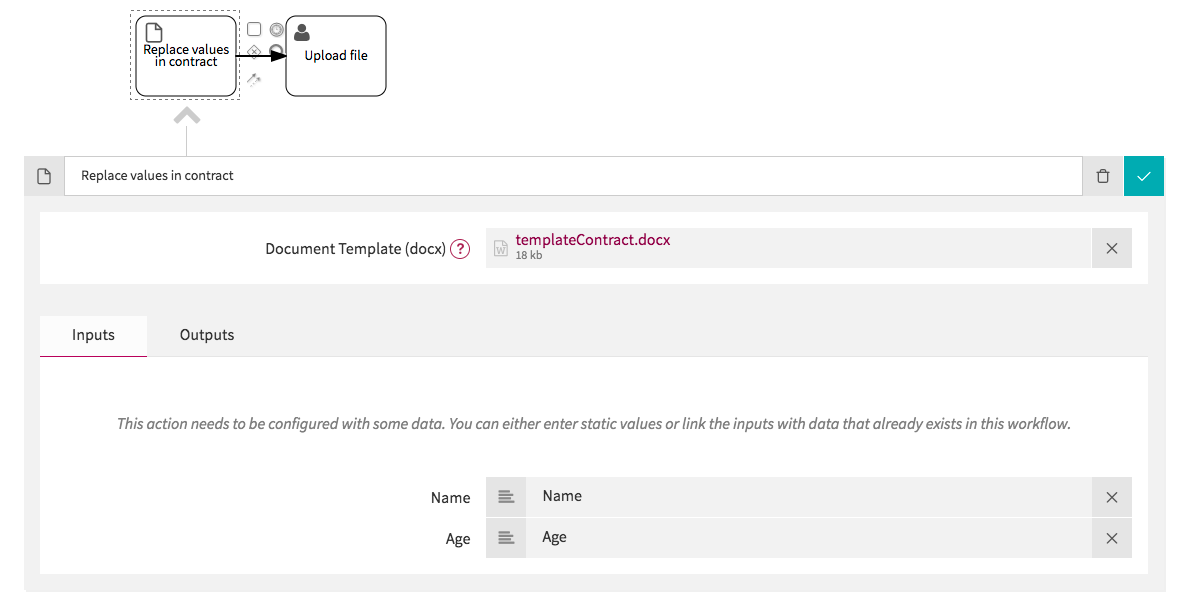 Replace values
in contract
Upload file
Replace values in contract
Document Template (docx) ?
templateContract.docx
18 kb
Inputs Outputs
This action needs to be configured with some data. You can either enter static values or link the inputs with data that already exists in this workflow.
Name Name
Age Age